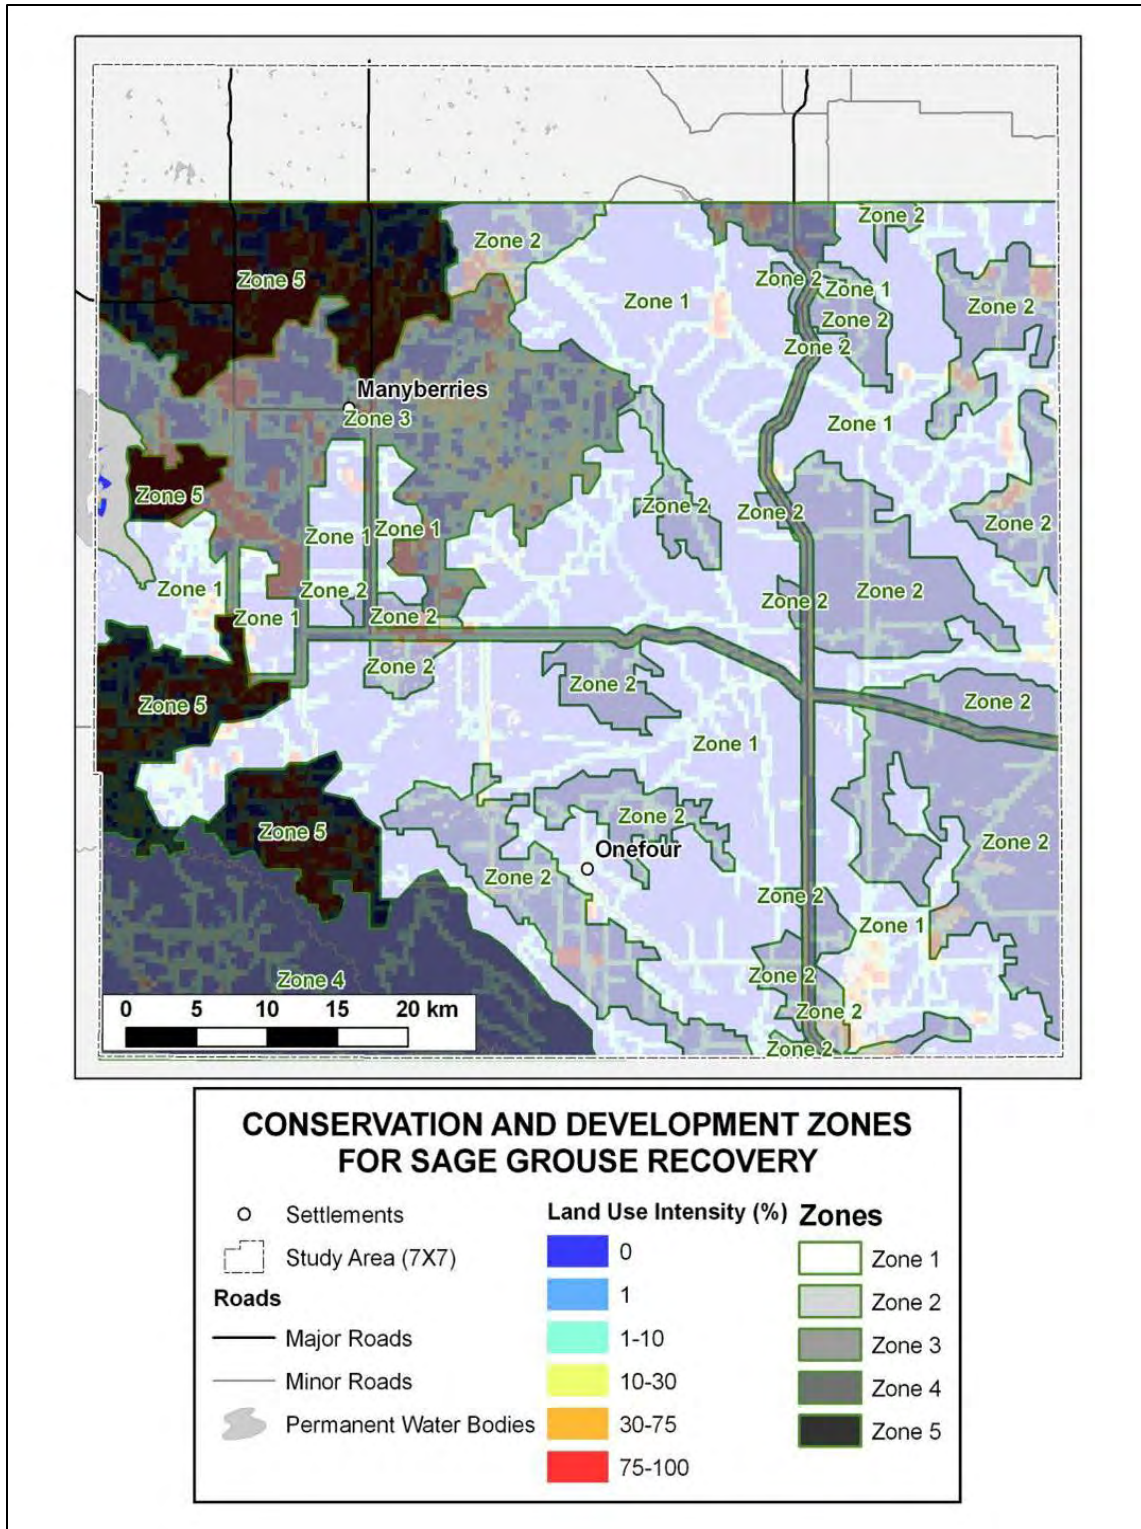 Zone 2
Zone 2
Zone 5
Zone 2
Zone 1
Zone 1
Zone 2
Zone 2
Zone 2
Manyberries
Zone 3
Zone 1
Zone 5
Zone 2
Zone 2
Zone 2
Zone 1
Zone 1
Zone 1
Zone 2
Zone 2
Zone 2
Zone 1
Zone 2
Zone 2
Zone 2
Zone 5
Zone 2
Zone 1
Zone 2
Zone 5
Zone 2
Onefour
Zone 2
Zone 2
Zone 1
Zone 4
Zone 2
Zone 2
Zone 2
0 5 10 15 20 km
CONSERVATION AND DEVELOPMENT ZONES
FOR SAGE GROUSE RECOVERY
Settlements
Study Area (7X7)
Roads
Major Roads
Minor Roads
Permanent Water Bodies
Land Use Intensity (%)
0
1
1-10
10-30
30-75
75-100
Zones
Zone 1
Zone 2
Zone 3
Zone 4
Zone 5